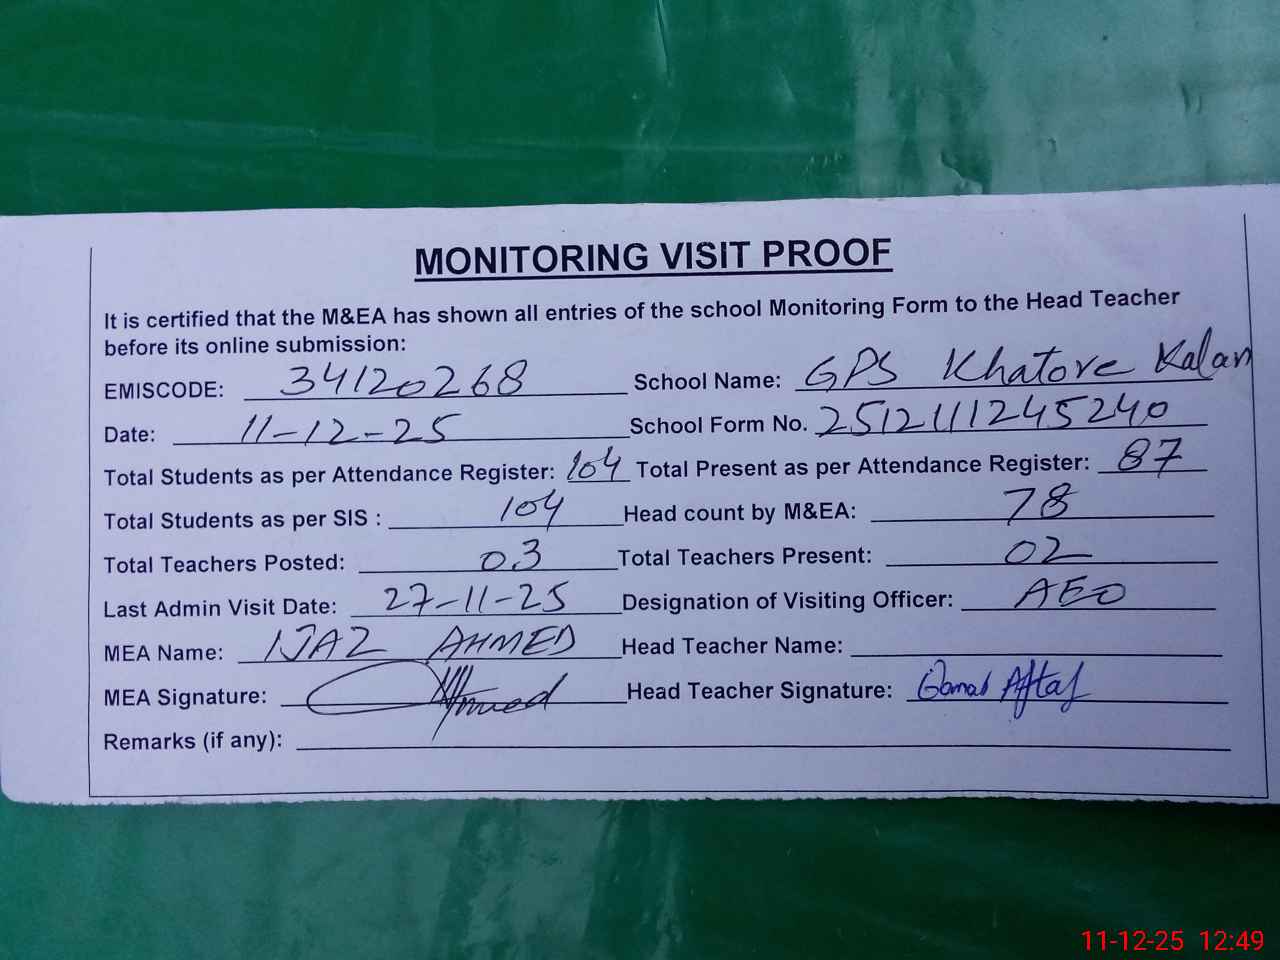 MONITORING VISIT PROOF
It is certified that the M&EA has shown all entries of the school Monitoring Form to the Head Teacher
before its online submission:
EMISCODE: 34120268 School Name: GPS Khatore Kalan
Date: 11-12-25 School Form No. 2512111245240
Total Students as per Attendance Register: 104 Total Present as per Attendance Register: 87
Total Students as per SIS : 104 Head count by M&EA: 78
Total Teachers Posted: 03 Total Teachers Present: 02
Last Admin Visit Date: 27-11-25 Designation of Visiting Officer: AEO
MEA Name: IJAZ AHMED Head Teacher Name:
MEA Signature: Ahmed Head Teacher Signature: Aftab
Remarks (if any):
11-12-25 12:49